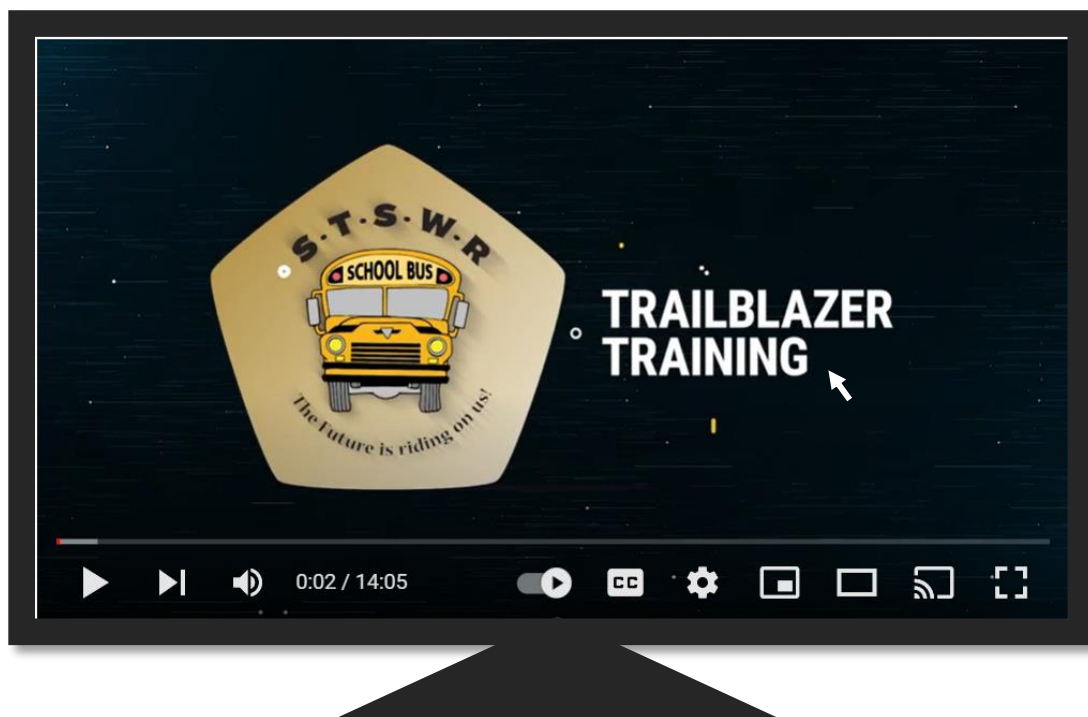 S.T.S.W.R
SCHOOL BUS
The Future is riding on us!
TRAILBLAZER
TRAINING
0:02 / 14:05
CC